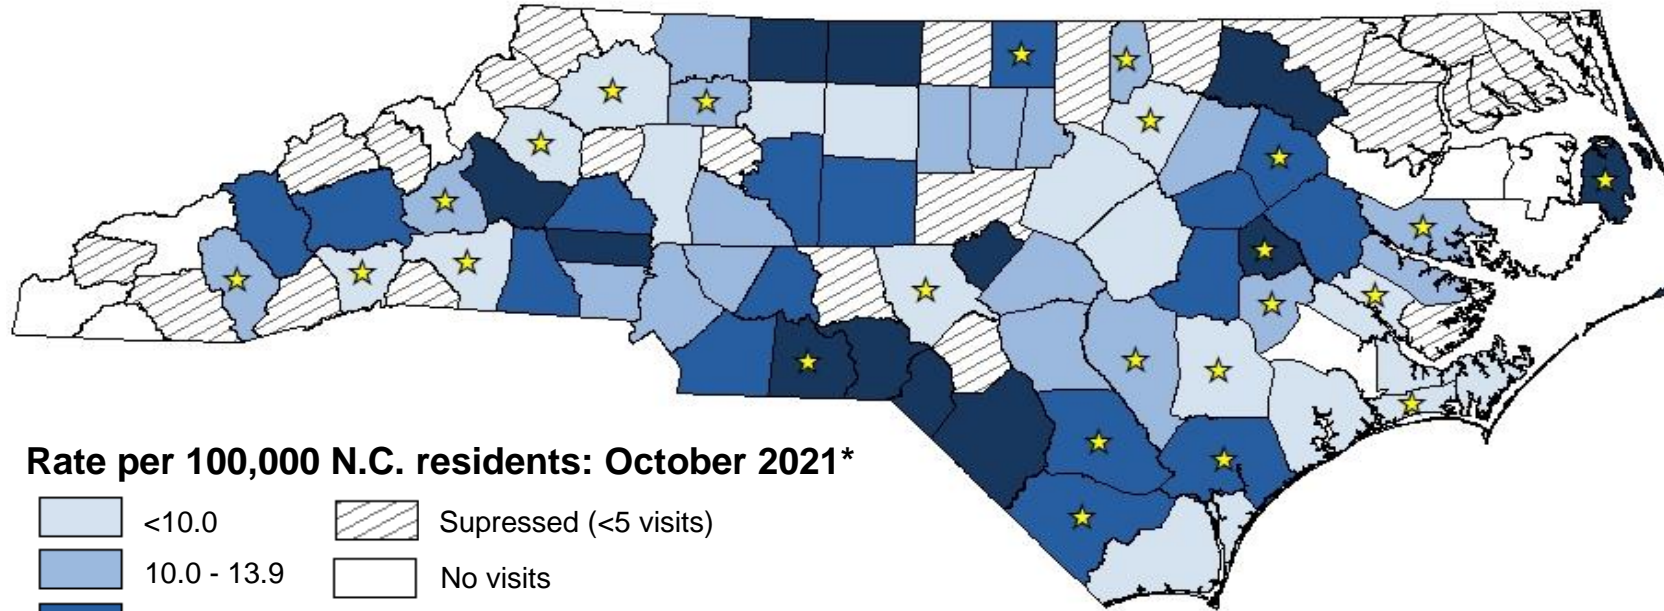 Rate per 100,000 N.C. residents: October 2021*
<10.0
Supressed (<5 visits)
10.0 - 13.9
No visits